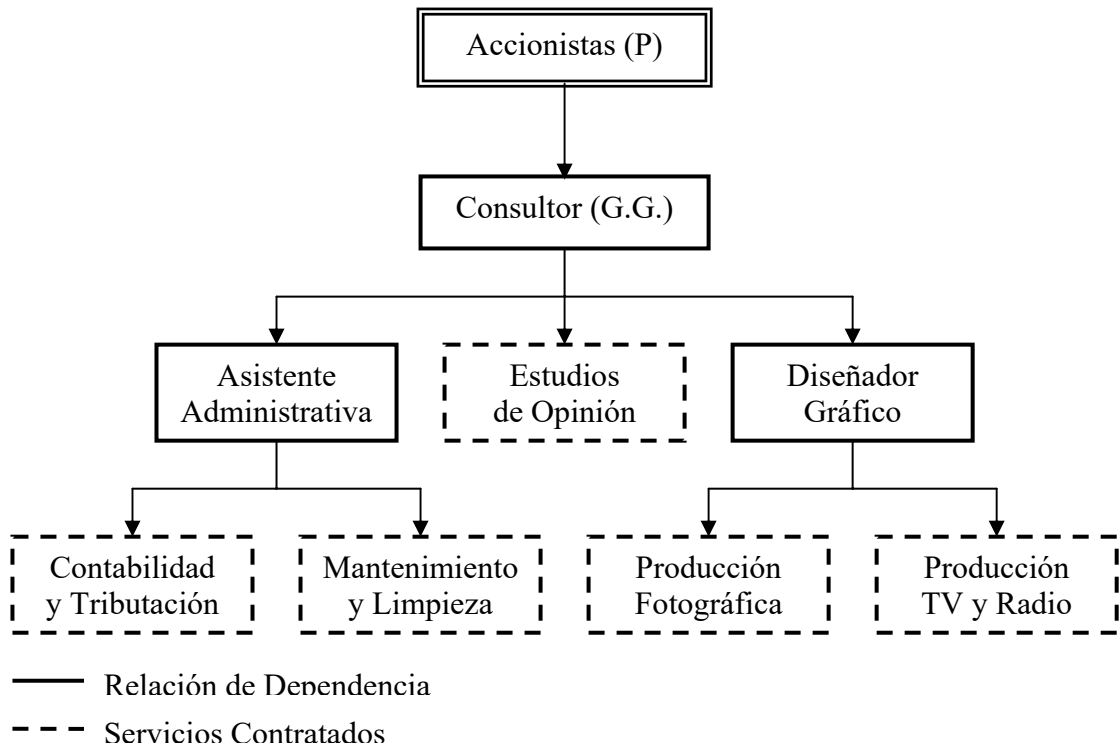 Accionistas (P)
Consultor (G.G.)
Asistente
Administrativa
Estudios
de Opinión
Diseñador
Gráfico
Contabilidad
y Tributación
Mantenimiento
y Limpieza
Producción
Fotográfica
Producción
TV y Radio
Relación de Dependencia
Servicios Contratados